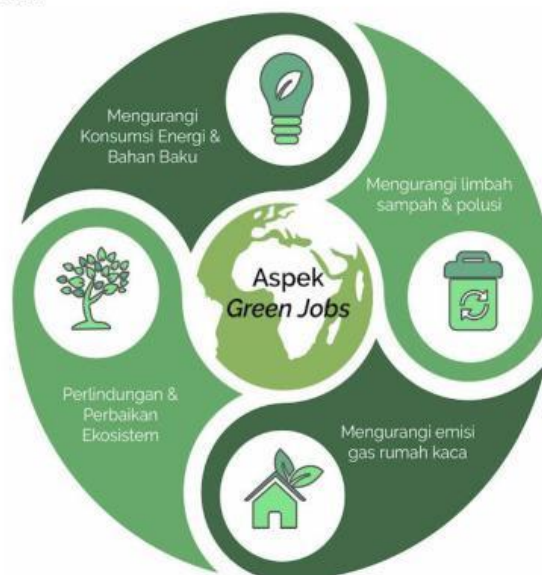 Mengurangi
Konsumsi Energi &
Bahan Baku
Mengurangi limbah
sampah & polusi
Aspek
Green Jobs
Perlindungan &
Perbaikan
Ekosistem
Mengurangi emisi
gas rumah kaca